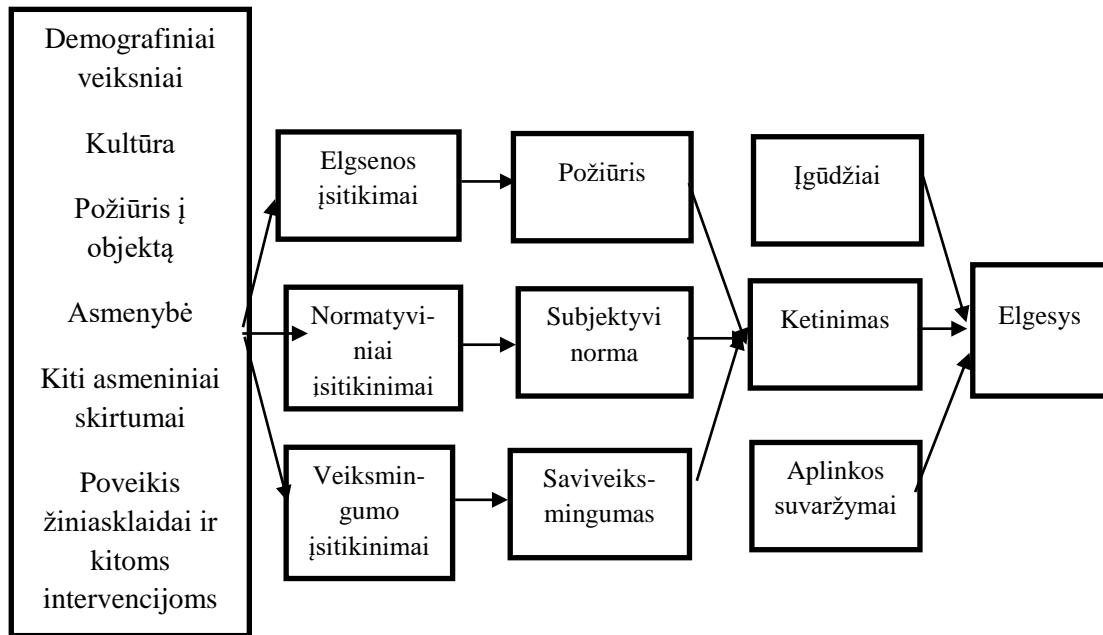 Demografiniai
veiksniai
Kultūra
Požiūris į
objektą
Asmenybė
Kiti asmeniniai
skirtumai
Poveikis
žiniasklaidai ir
kitoms
intervencijoms
Elgsenos
įsitikimai
Normatyvi-
niai
įsitikinimai
Veiksmin-
gumo
įsitikinimai
Požiūris
Subjektyvi
norma
Saviveiks-
mingumas
Įgūdžiai
Ketinimas
Aplinkos
suvaržymai
Elgesys